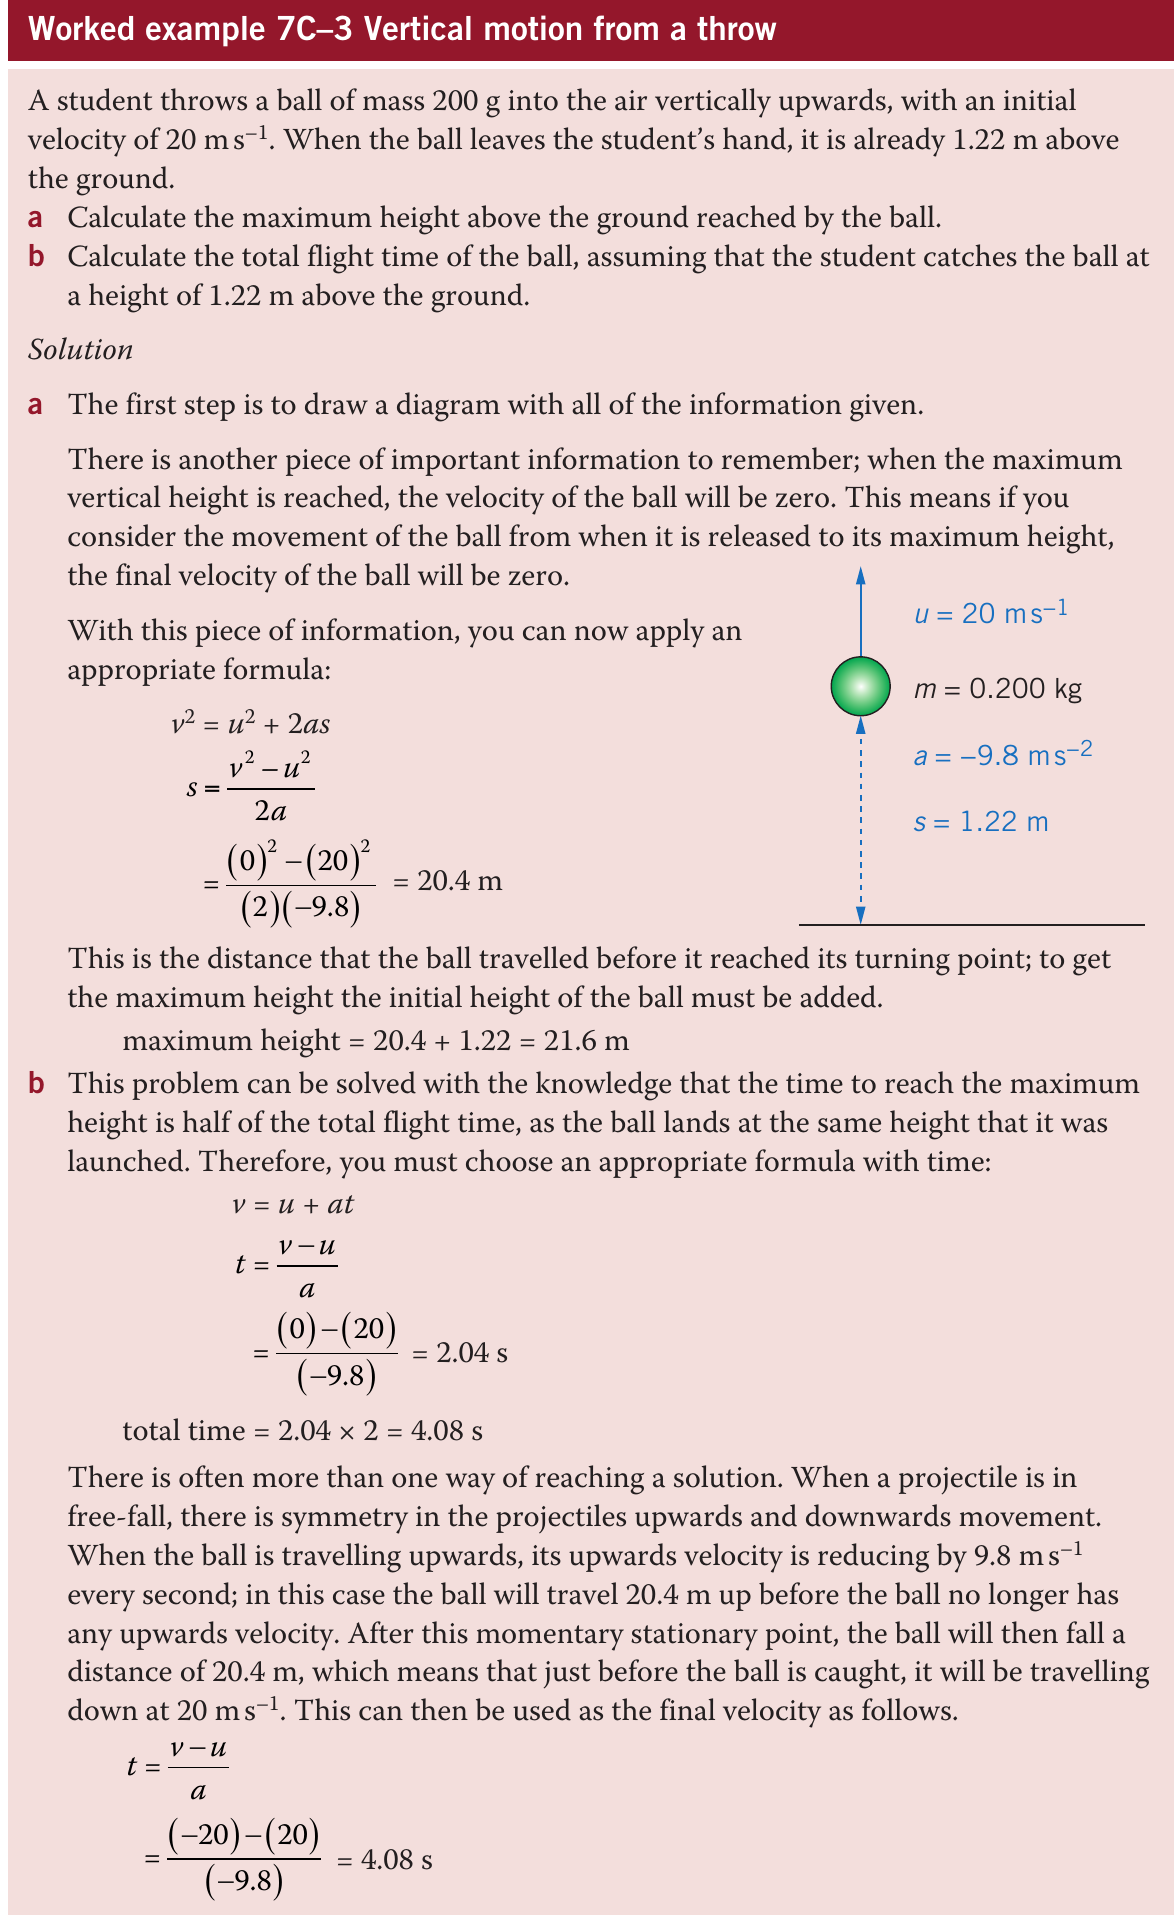 Worked example 7C–3 Vertical motion from a throw
A student throws a ball of mass 200 g into the air vertically upwards, with an initial
velocity of 20 m s⁻¹. When the ball leaves the student’s hand, it is already 1.22 m above
the ground.
a Calculate the maximum height above the ground reached by the ball.
b Calculate the total flight time of the ball, assuming that the student catches the ball at
a height of 1.22 m above the ground.
Solution
a The first step is to draw a diagram with all of the information given.
There is another piece of important information to remember; when the maximum
vertical height is reached, the velocity of the ball will be zero. This means if you
consider the movement of the ball from when it is released to its maximum height,
the final velocity of the ball will be zero.
With this piece of information, you can now apply an
appropriate formula:
v² = u² + 2as
s = (v² – u²)/(2a)
= ((0)² – (20)²)/((2)(–9.8)) = 20.4 m
u = 20 m s⁻¹
m = 0.200 kg
a = –9.8 m s⁻²
s = 1.22 m
This is the distance that the ball travelled before it reached its turning point; to get
the maximum height the initial height of the ball must be added.
maximum height = 20.4 + 1.22 = 21.6 m
b This problem can be solved with the knowledge that the time to reach the maximum
height is half of the total flight time, as the ball lands at the same height that it was
launched. Therefore, you must choose an appropriate formula with time:
v = u + at
t = (v – u)/a
= ((0) – (20))/(–9.8) = 2.04 s
total time = 2.04 × 2 = 4.08 s
There is often more than one way of reaching a solution. When a projectile is in
free-fall, there is symmetry in the projectiles upwards and downwards movement.
When the ball is travelling upwards, its upwards velocity is reducing by 9.8 m s⁻¹
every second; in this case the ball will travel 20.4 m up before the ball no longer has
any upwards velocity. After this momentary stationary point, the ball will then fall a
distance of 20.4 m, which means that just before the ball is caught, it will be travelling
down at 20 m s⁻¹. This can then be used as the final velocity as follows.
t = (v – u)/a
= ((–20) – (20))/(–9.8) = 4.08 s